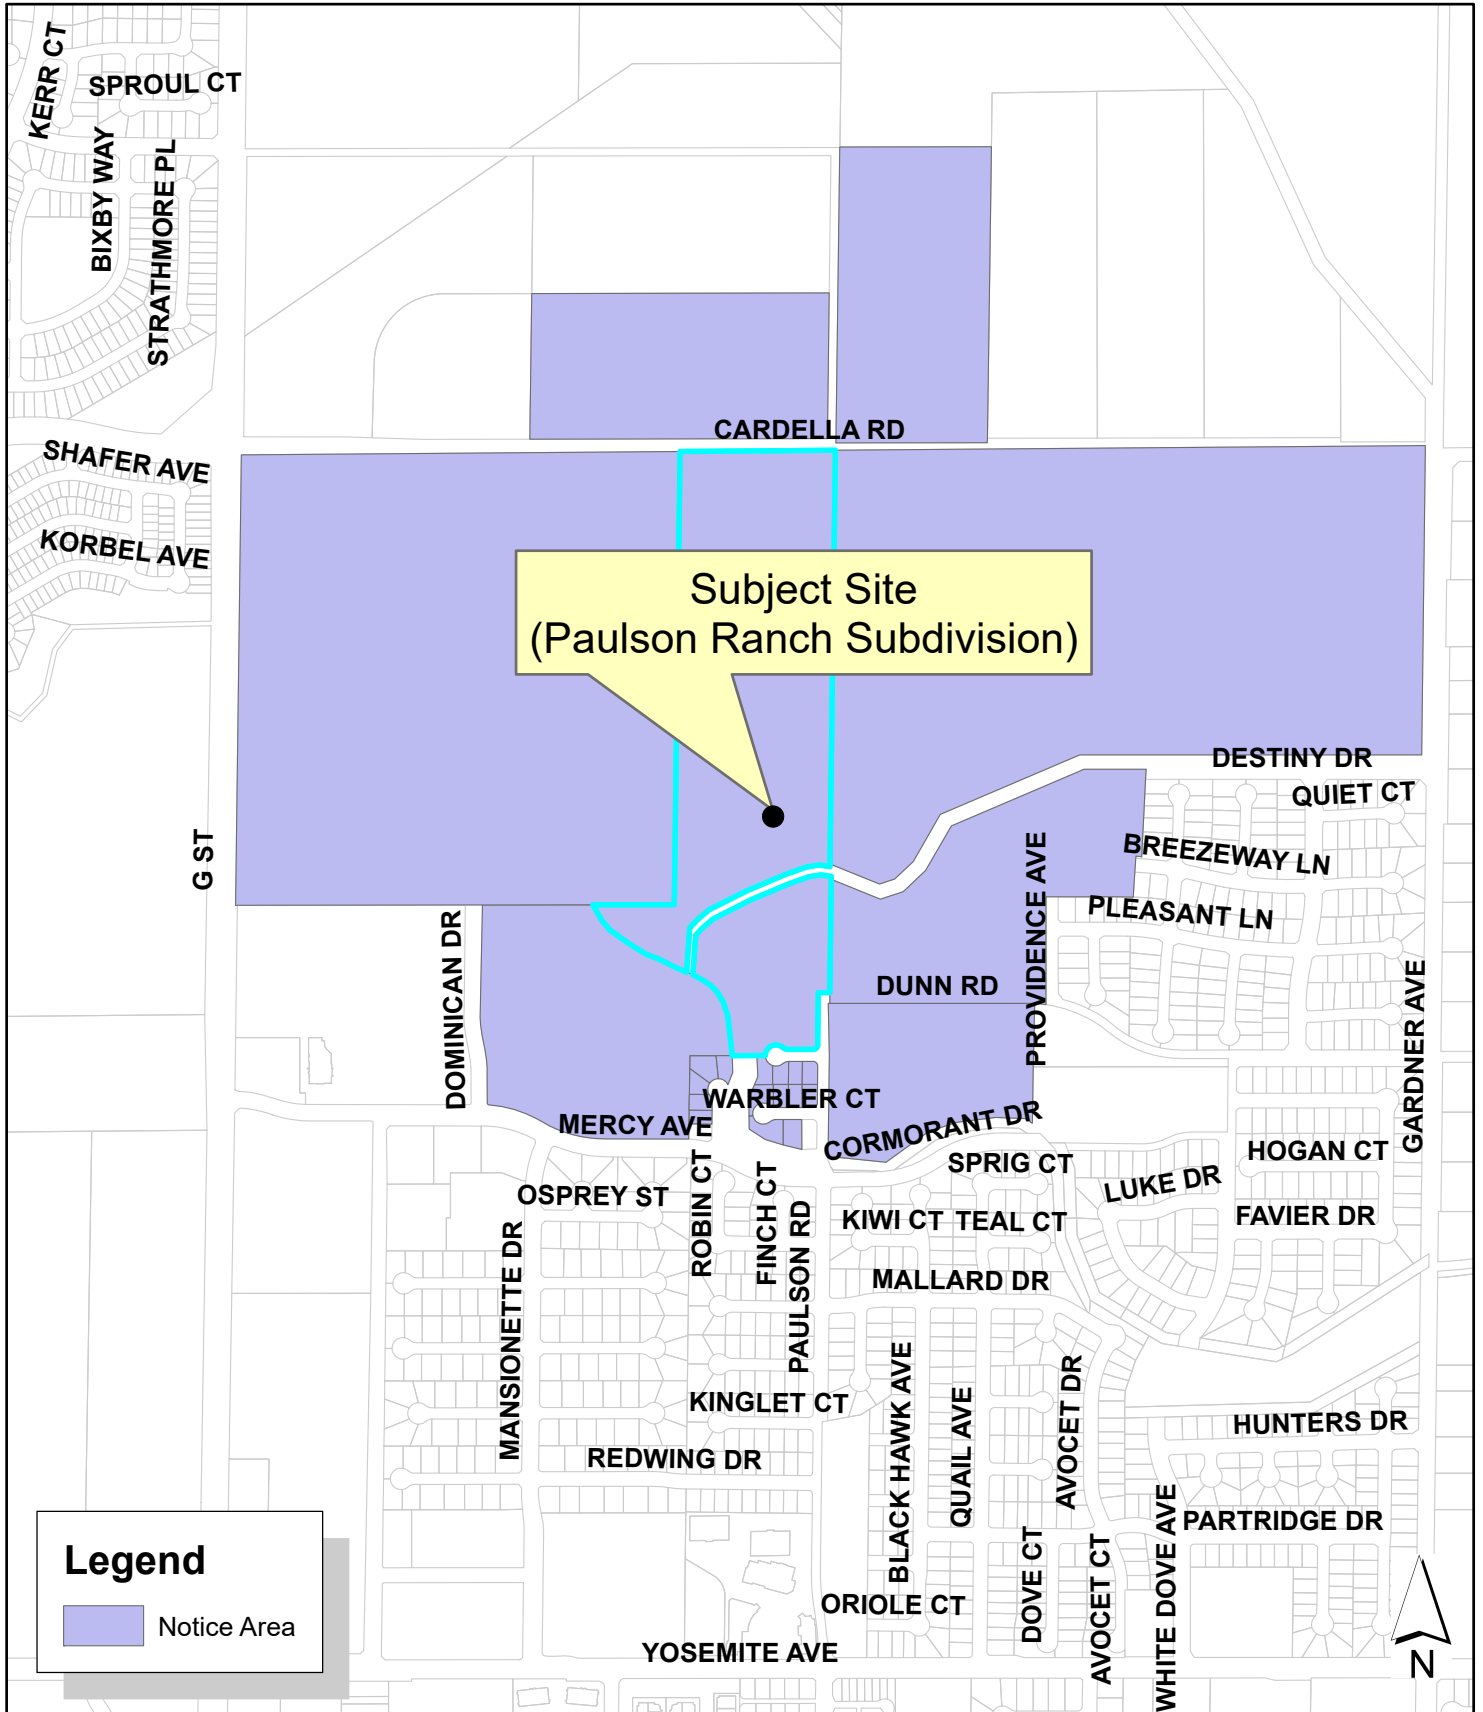 KERR CT
SPROUL CT
BIXBY WAY
STRATHMORE PL
CARDELLA RD
SHAFER AVE
KORBEL AVE
Subject Site
(Paulson Ranch Subdivision)
DESTINY DR
QUIET CT
G ST
BREEZEWAY LN
PROVIDENCE AVE
PLEASANT LN
DOMINICAN DR
DUNN RD
GARDNER AVE
WARBLER CT
MERCY AVE
CORMORANT DR
HOGAN CT
SPRIG CT
LUKE DR
OSPREY ST
ROBIN CT
FINCH CT
PAULSON RD
KIWI CT
TEAL CT
FAVIER DR
MANSIONETTE DR
MALLARD DR
BLACK HAWK AVE
QUAIL AVE
AVOCET DR
KINGLET CT
HUNTERS DR
REDWING DR
WHITE DOVE AVE
PARTRIDGE DR
DOVE CT
AVOCET CT
ORIOLE CT
YOSEMITE AVE
Legend
Notice Area
N